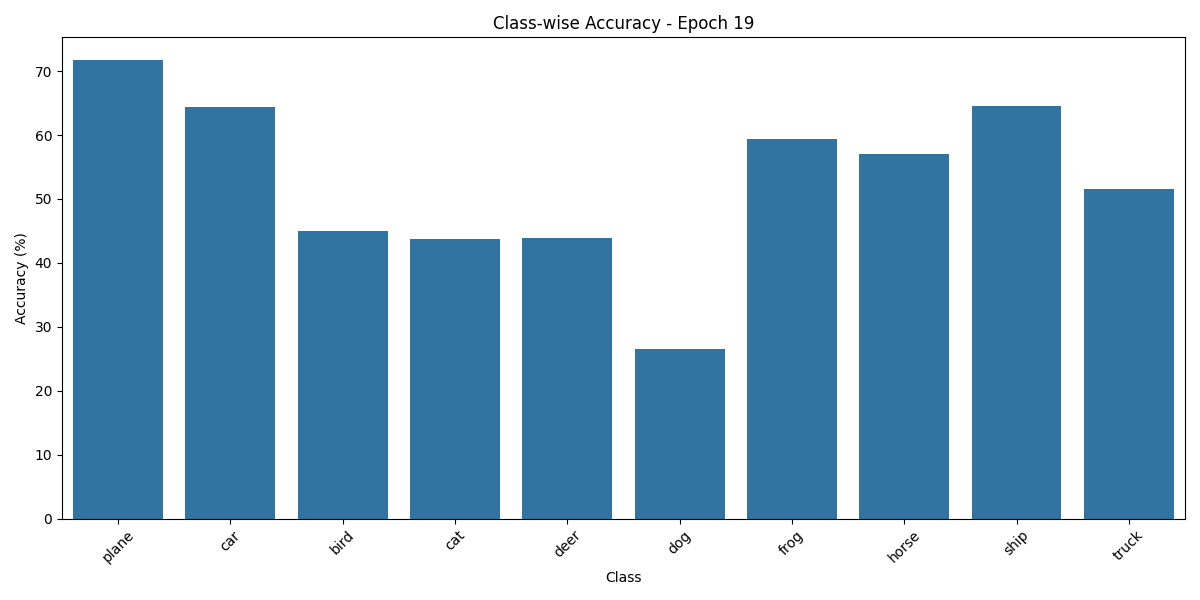 Class-wise Accuracy - Epoch 19
Accuracy (%)
70
60
50
40
30
20
10
0
plane
car
bird
cat
deer
dog
frog
horse
ship
truck
Class